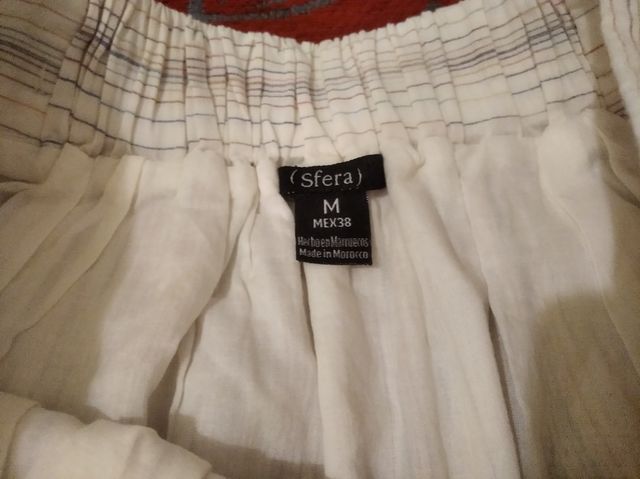 (Sfera)
M
MEX38
Hecho en Marruecos
Made in Morocco